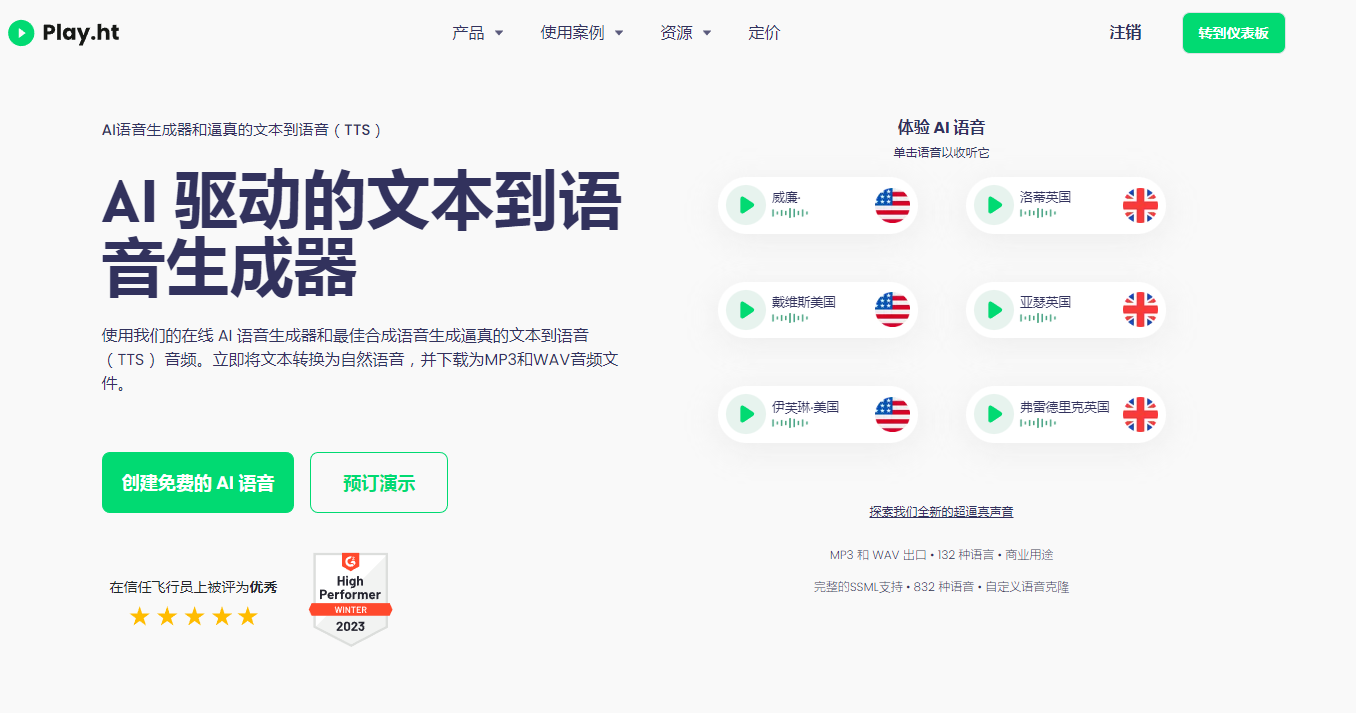 Play.ht
产品
使用案例
资源
定价
注销
转到仪表板
AI语音生成器和逼真的文本到语音（TTS）
AI 驱动的文本到语
音生成器
使用我们的在线 AI 语音生成器和最佳合成语音生成逼真的文本到语音
（TTS） 音频。立即将文本转换为自然语音，并下载为MP3和WAV音频文
件。
创建免费的 AI 语音
预订演示
在信任飞行员上被评为优秀
G
High
Performer
WINTER
2023
体验 AI 语音
单击语音以收听它
威廉·
洛蒂英国
戴维斯美国
亚瑟英国
伊芙琳·美国
弗雷德里克英国
探索我们全新的超逼真声音
MP3 和 WAV 出口 • 132 种语言 • 商业用途
完整的SSML支持 • 832 种语音 • 自定义语音克隆